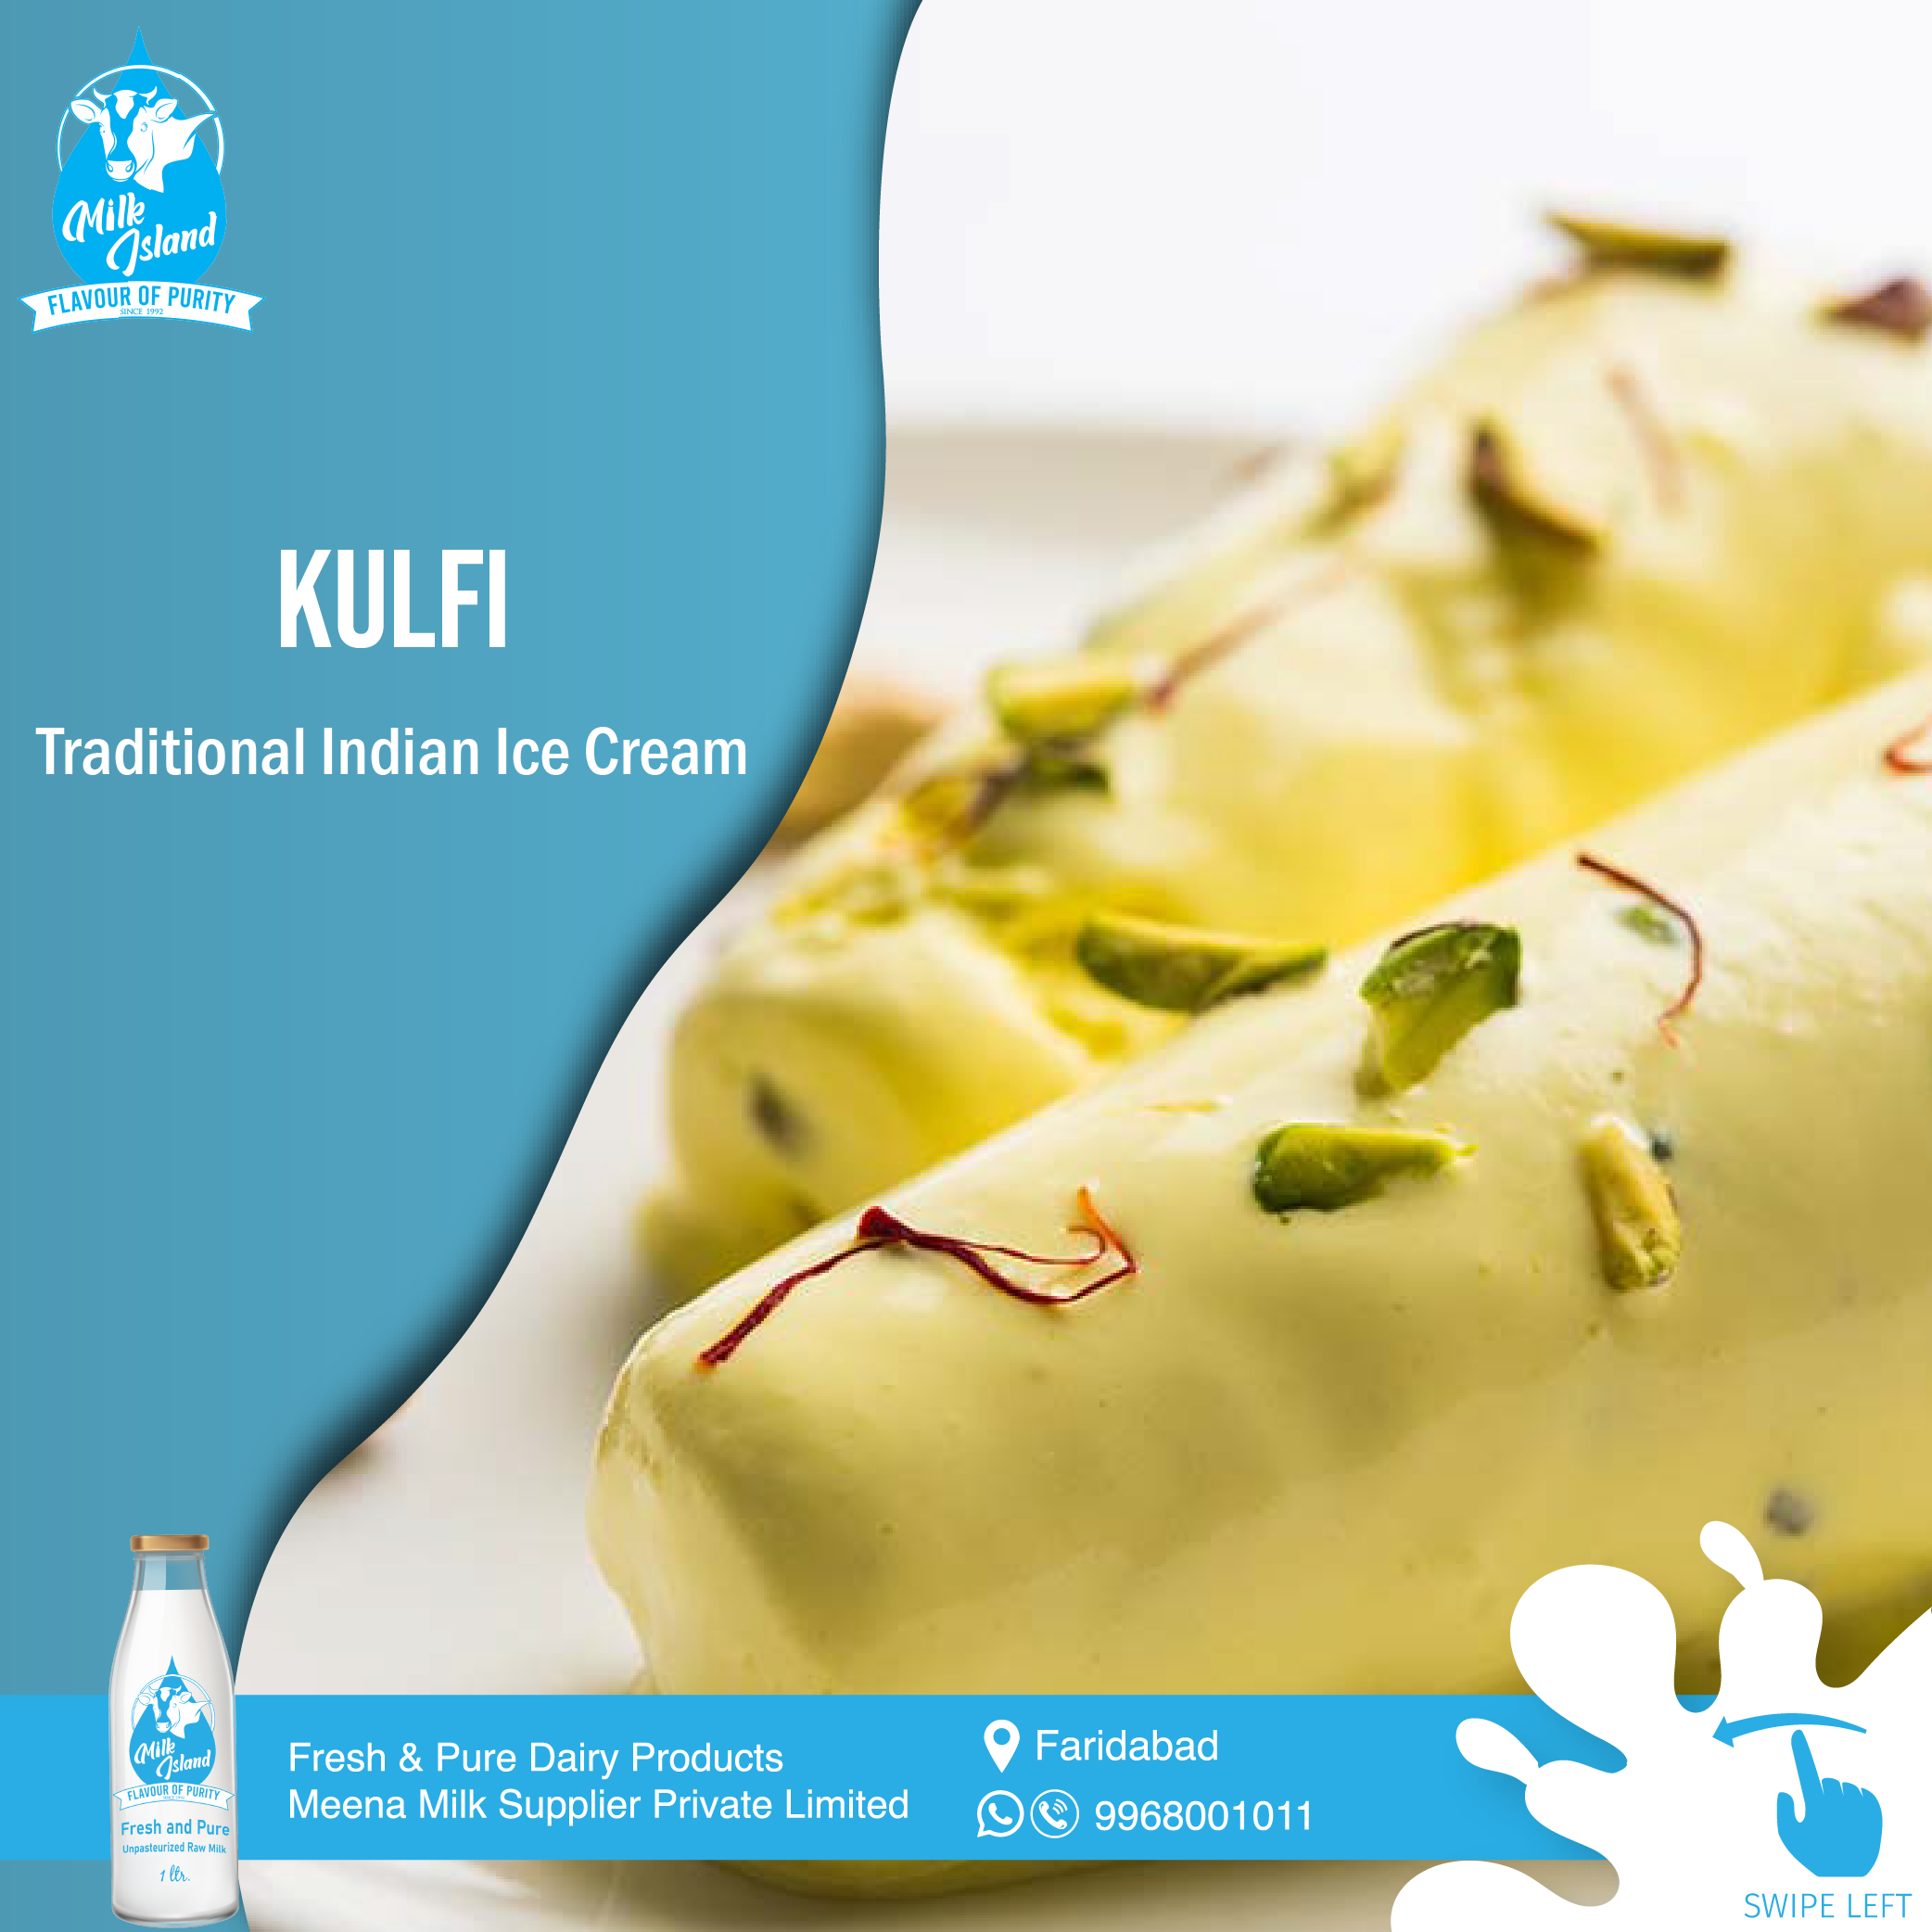 Milk
Island
FLAVOUR OF PURITY
SINCE 1992
KULFI
Traditional Indian Ice Cream
Milk
Island
FLAVOUR OF PURITY
Fresh and Pure
Unpasteurized Raw Milk
1 ltr.
Fresh & Pure Dairy Products
Meena Milk Supplier Private Limited
Faridabad
9968001011
SWIPE LEFT